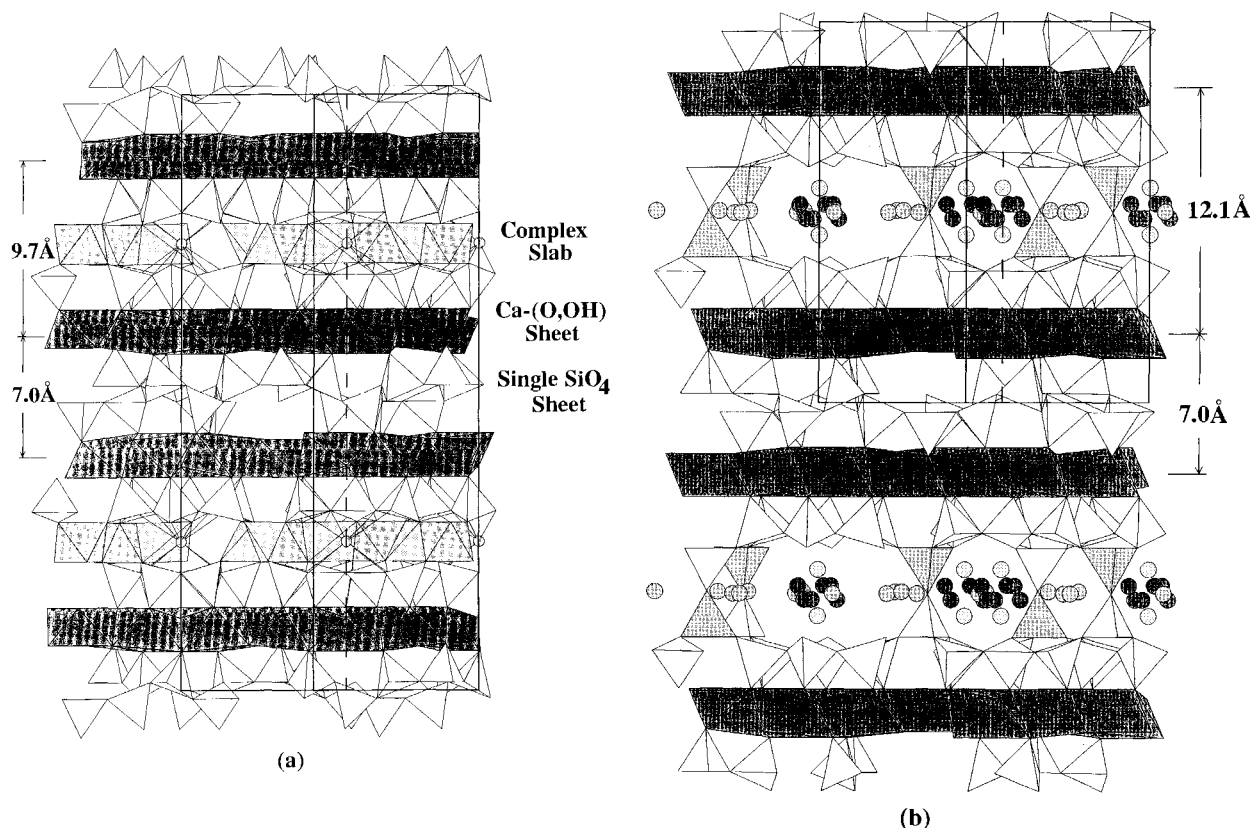 9.7Å
7.0Å
Complex
Slab
Ca-(O,OH)
Sheet
Single SiO4
Sheet
(a)
12.1Å
7.0Å
(b)